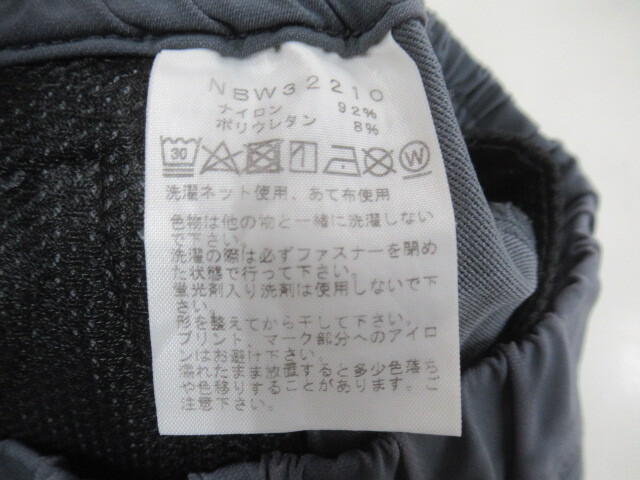 NBW32210
ナイロン 92%
ポリウレタン 8%
30 W
洗濯ネット使用、あて布使用
色物は他の物と一緒に洗濯しない
で下さい。
洗濯の際は必ずファスナーを閉め
た状態で行って下さい。
蛍光剤入り洗剤は使用しないで下
さい。
形を整えてから干して下さい。
プリント、マーク部分へのアイロ
ンはお避け下さい。
濡れたまま放置すると多少色落ち
や色移りすることがあります。ご
注意下さい。